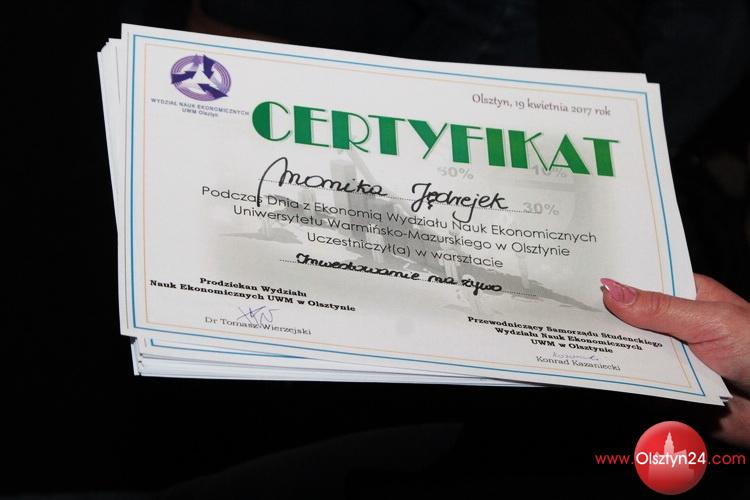 WYDZIAŁ NAUK EKONOMICZNYCH
UWM Olsztyn
Olsztyn, 19 kwietnia 2017 rok
CERTYFIKAT
50% 10%
Monika Jędrejek
30%
Podczas Dnia z Ekonomią Wydziału Nauk Ekonomicznych
Uniwersytetu Warmińsko-Mazurskiego w Olsztynie
Uczestniczył(a) w warsztacie
Inwestowanie na żywo
Prodziekan Wydziału
Nauk Ekonomicznych UWM w Olsztynie
Dr Tomasz Wierzejski
Przewodniczący Samorządu Studenckiego
Wydziału Nauk Ekonomicznych
UWM w Olsztynie
Konrad Kazaniecki
www.Olsztyn24.com